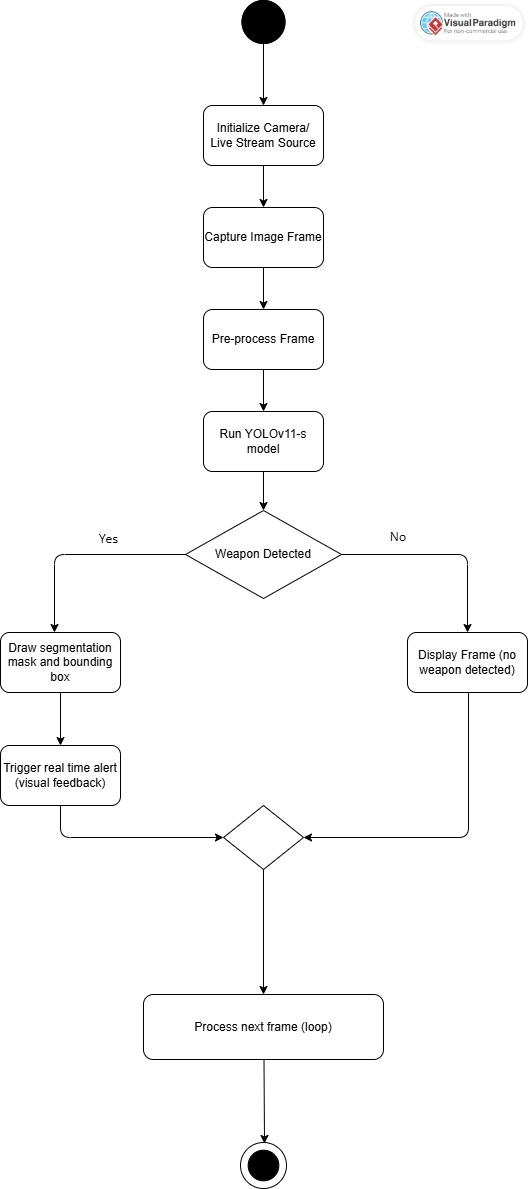 Made with
VisualParadigm
For non-commercial use
Initialize Camera/
Live Stream Source
Capture Image Frame
Pre-process Frame
Run YOLOv11-s
model
Weapon Detected
Yes
No
Draw segmentation
mask and bounding
box
Display Frame (no
weapon detected)
Trigger real time alert
(visual feedback)
Process next frame (loop)